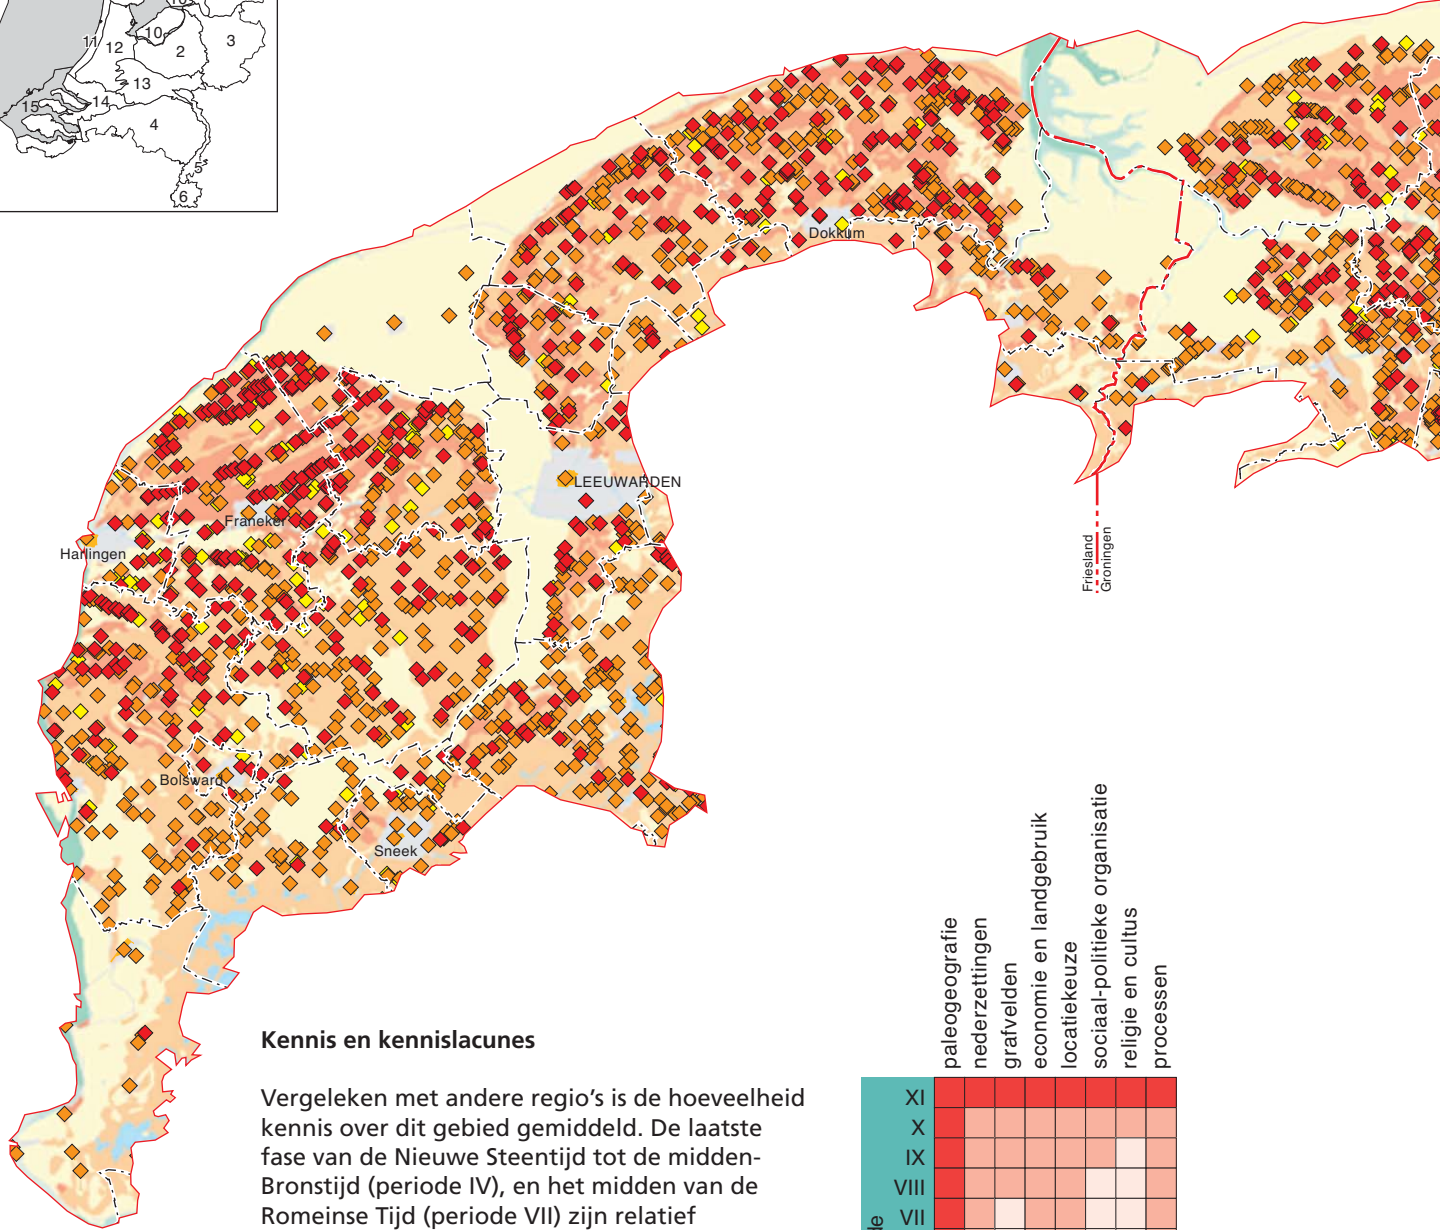 10
11
12
2
3
13
15
14
4
5
6
Dokkum
LEEUWARDEN
Franeker
Harlingen
Friesland
Groningen
Bolsward
Sneek
Kennis en kennislacunes
Vergeleken met andere regio's is de hoeveelheid
kennis over dit gebied gemiddeld. De laatste
fase van de Nieuwe Steentijd tot de midden-
Bronstijd (periode IV), en het midden van de
Romeinse Tijd (periode VII) zijn relatief
paleogeografie
nederzettingen
grafvelden
economie en landgebruik
locatiekeuze
sociaal-politieke organisatie
religie en cultus
processen
XI
X
IX
VIII
VII
de